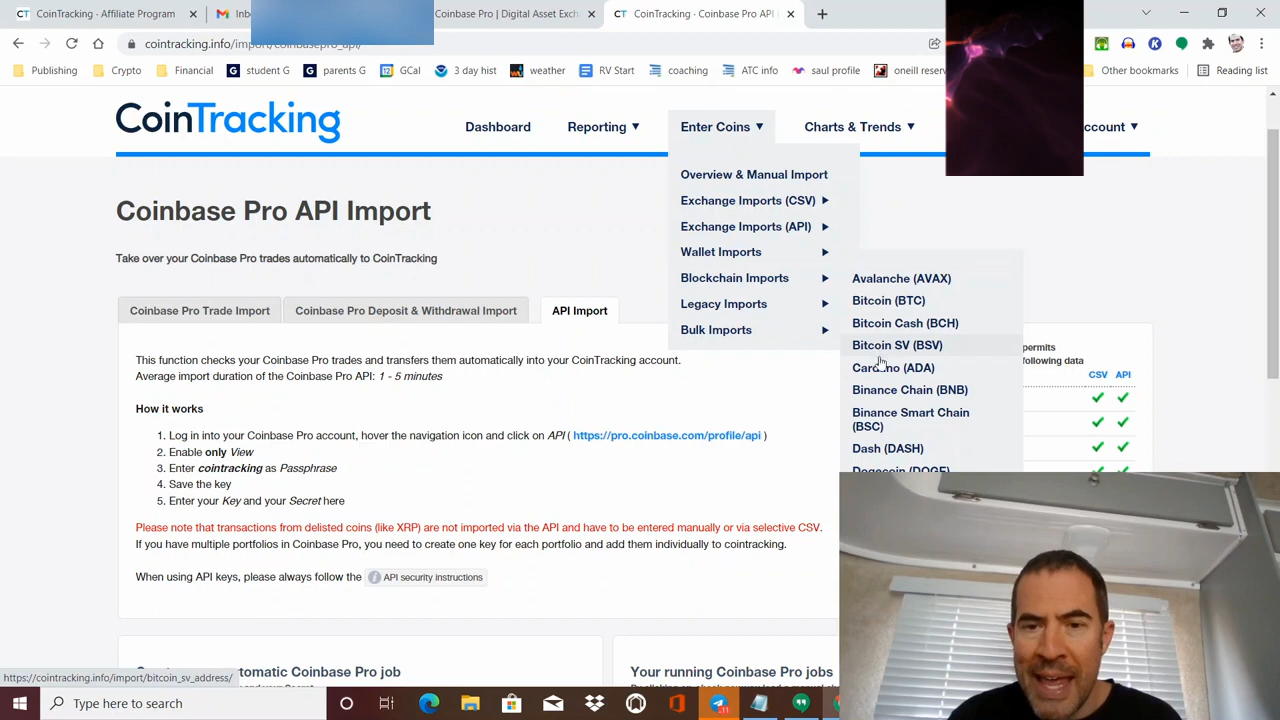 CoinTracking - Affiliate Program
Inbox
Coinbase Pro | Digital Asset Exch
CoinTracking · Coinbase Pro API
cointracking.info/import/coinbasepro_api/
Publishing
Crypto
Financial
student G
parents G
GCal
3 day hist
weather
RV Start
coaching
ATC info
saul profile
oneill reser
Other bookmarks
Reading list
CoinTracking
Dashboard
Reporting ▼
Enter Coins ▼
Charts & Trends ▼
ccount ▼
Overview & Manual Import
Exchange Imports (CSV)
Exchange Imports (API)
Wallet Imports
Blockchain Imports
Legacy Imports
Bulk Imports
Avalanche (AVAX)
Bitcoin (BTC)
Bitcoin Cash (BCH)
Bitcoin SV (BSV)
Cardano (ADA)
Binance Chain (BNB)
Binance Smart Chain
(BSC)
Dash (DASH)
Dogecoin (DOGE)
Coinbase Pro API Import
Take over your Coinbase Pro trades automatically to CoinTracking
Coinbase Pro Trade Import
Coinbase Pro Deposit & Withdrawal Import
API Import
This function checks your Coinbase Pro trades and transfers them automatically into your CoinTracking account.
Average import duration of the Coinbase Pro API: 1 - 5 minutes
How it works
1. Log in into your Coinbase Pro account, hover the navigation icon and click on API ( https://pro.coinbase.com/profile/api )
2. Enable only View
3. Enter cointracking as Passphrase
4. Save the key
5. Enter your Key and your Secret here
Please note that transactions from delisted coins (like XRP) are not imported via the API and have to be entered manually or via selective CSV.
If you have multiple portfolios in Coinbase Pro, you need to create one key for each portfolio and add them individually to cointracking.
When using API keys, please always follow the API security instructions
permits
following data
CSV API
omatic Coinbase Pro job
Your running Coinbase Pro jobs
https://cointracking.info/import/bitcoin_sv_address/
Type here to search